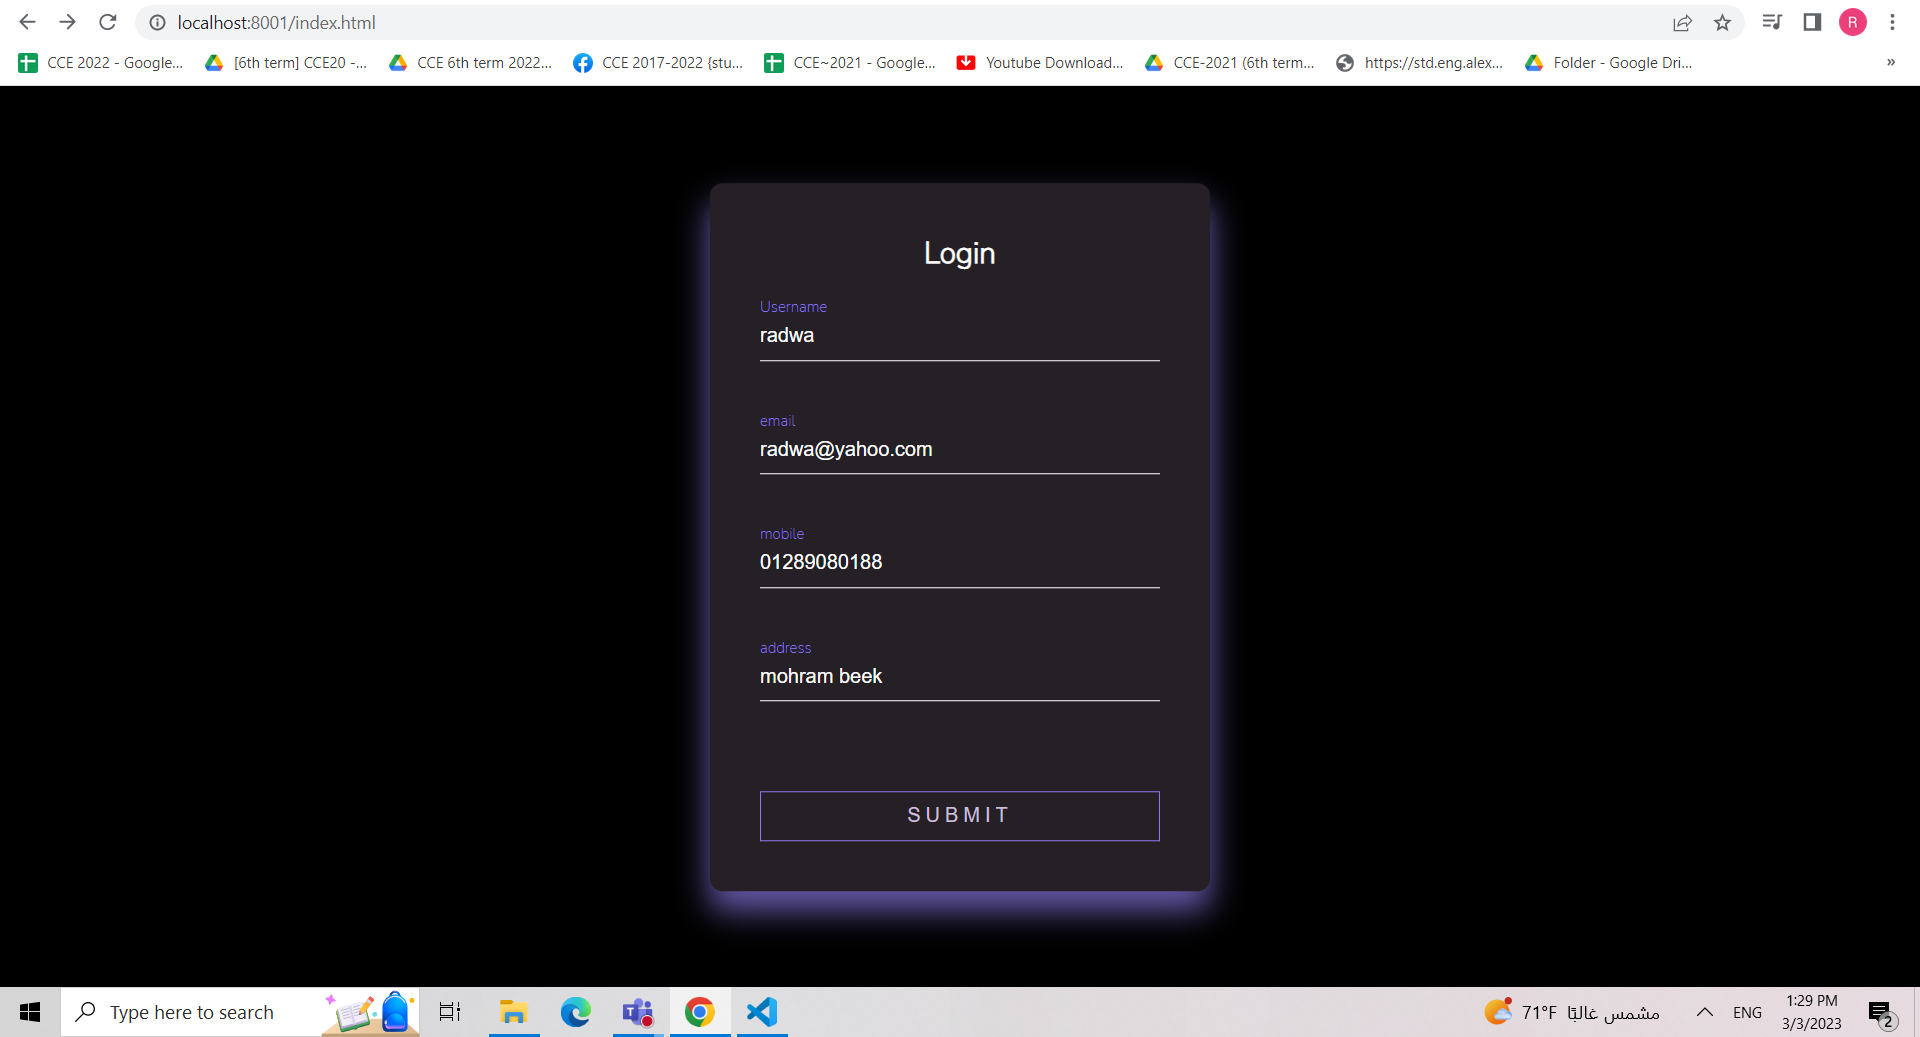 localhost:8001/index.html
R
CCE 2022 - Google...
[6th term] CCE20 -...
CCE 6th term 2022...
CCE 2017-2022 {stu...
CCE~2021 - Google...
Youtube Download...
CCE-2021 (6th term...
https://std.eng.alex...
Folder - Google Dri...
»
Login
Username
radwa
email
radwa@yahoo.com
mobile
01289080188
address
mohram beek
SUBMIT
Type here to search
71°F مشمس غالبًا
ENG
1:29 PM
3/3/2023
2